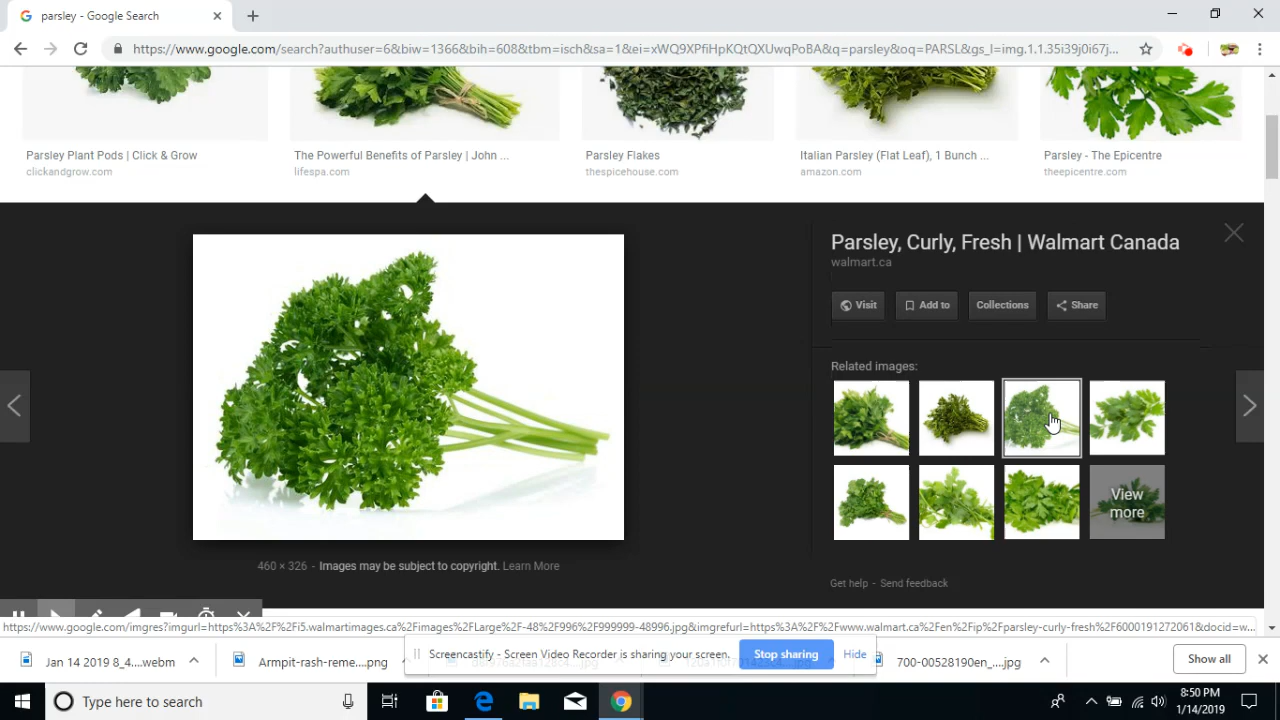 parsley - Google Search
https://www.google.com/search?authuser=6&biw=1366&bih=608&tbm=isch&sa=1&ei=xWQ9XPfiHpKQtQXUwqPoBA&q=parsley&oq=PARSL&gs_l=img.1.1.35i39j0i67j...
Parsley Plant Pods | Click & Grow
clickandgrow.com
The Powerful Benefits of Parsley | John ...
lifespa.com
Parsley Flakes
thespicehouse.com
Italian Parsley (Flat Leaf), 1 Bunch ...
amazon.com
Parsley - The Epicentre
theepicentre.com
Parsley, Curly, Fresh | Walmart Canada
walmart.ca
Visit
Add to
Collections
Share
Related images:
View
more
460 × 326 - Images may be subject to copyright. Learn More
Get help - Send feedback
https://www.google.com/imgres?imgurl=https%3A%2F%2Fi5.walmartimages.ca%2Fimages%2FLarge%2F-48%2F996%2F999999-48996.jpg&imgrefurl=https%3A%2F%2Fwww.walmart.ca%2Fen%2Fip%2Fparsley-curly-fresh%2F6000191272061&docid=w...
Screencastify - Screen Video Recorder is sharing your screen.
Stop sharing
Hide
Jan 14 2019 8_4....webm
Armpit-rash-reme....png
700-00528190en_....jpg
Show all
Type here to search
8:50 PM
1/14/2019